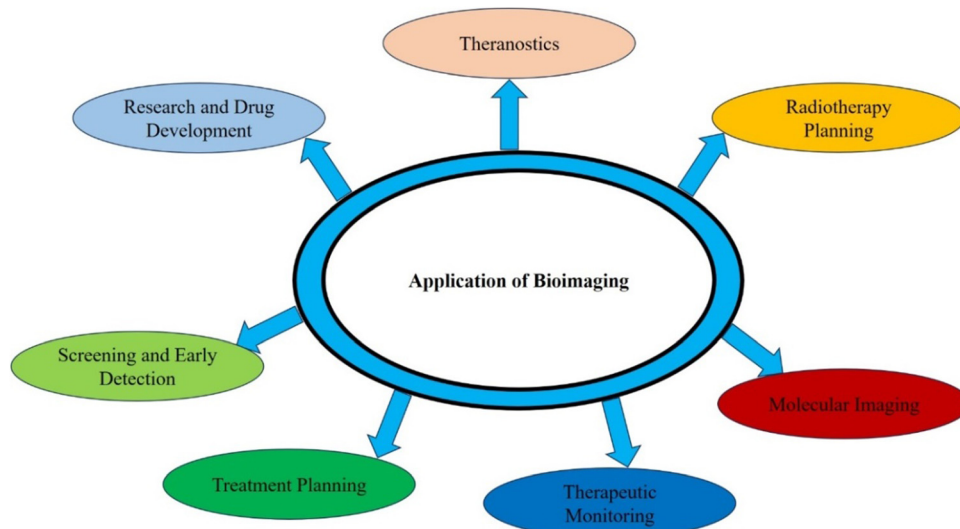 Theranostics
Research and Drug
Development
Radiotherapy
Planning
Application of Bioimaging
Screening and Early
Detection
Molecular Imaging
Treatment Planning
Therapeutic
Monitoring